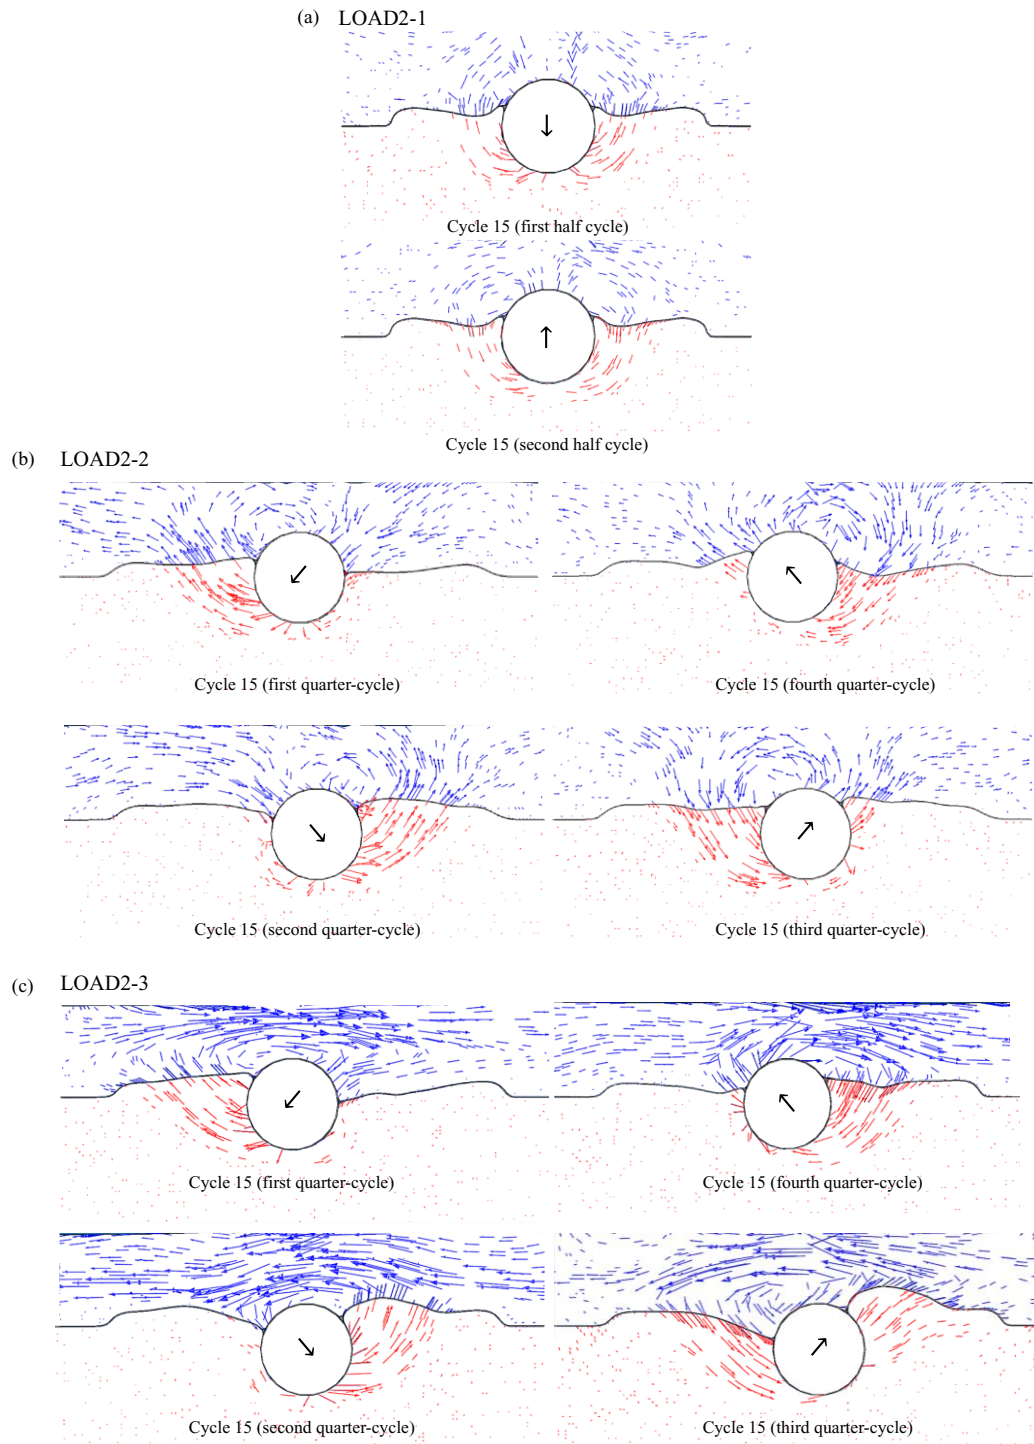 (a) LOAD2-1
Cycle 15 (first half cycle)
Cycle 15 (second half cycle)
(b) LOAD2-2
Cycle 15 (first quarter-cycle)
Cycle 15 (fourth quarter-cycle)
Cycle 15 (second quarter-cycle)
Cycle 15 (third quarter-cycle)
(c) LOAD2-3
Cycle 15 (first quarter-cycle)
Cycle 15 (fourth quarter-cycle)
Cycle 15 (second quarter-cycle)
Cycle 15 (third quarter-cycle)